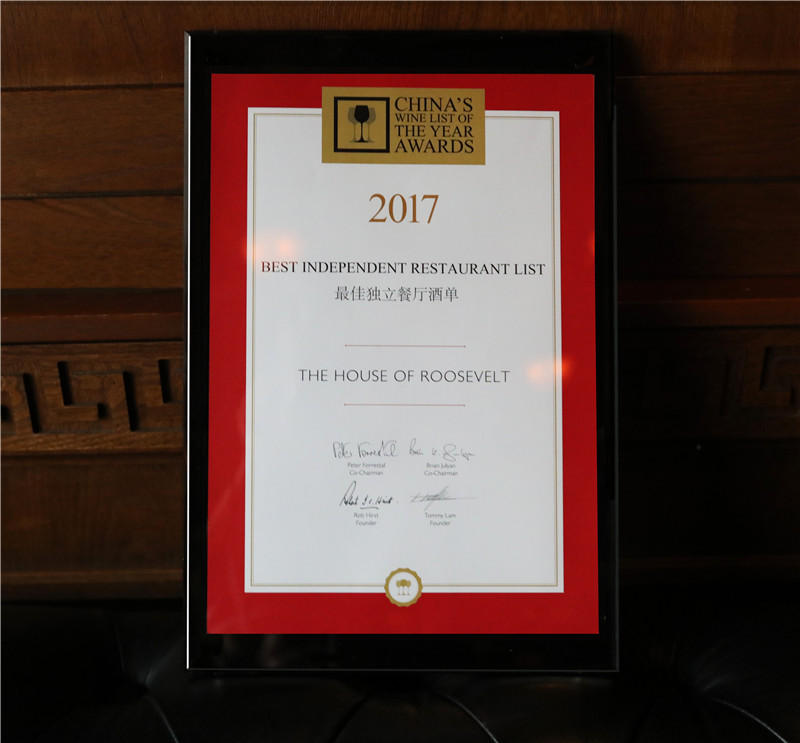 CHINA'S
WINE LIST OF
THE YEAR
AWARDS
2017
BEST INDEPENDENT RESTAURANT LIST
最佳独立餐厅酒单
THE HOUSE OF ROOSEVELT
Peter Forrestal Brian Julyan
Co-Chairman Co-Chairman
Rob Hirst Tommy Lam
Founder Founder